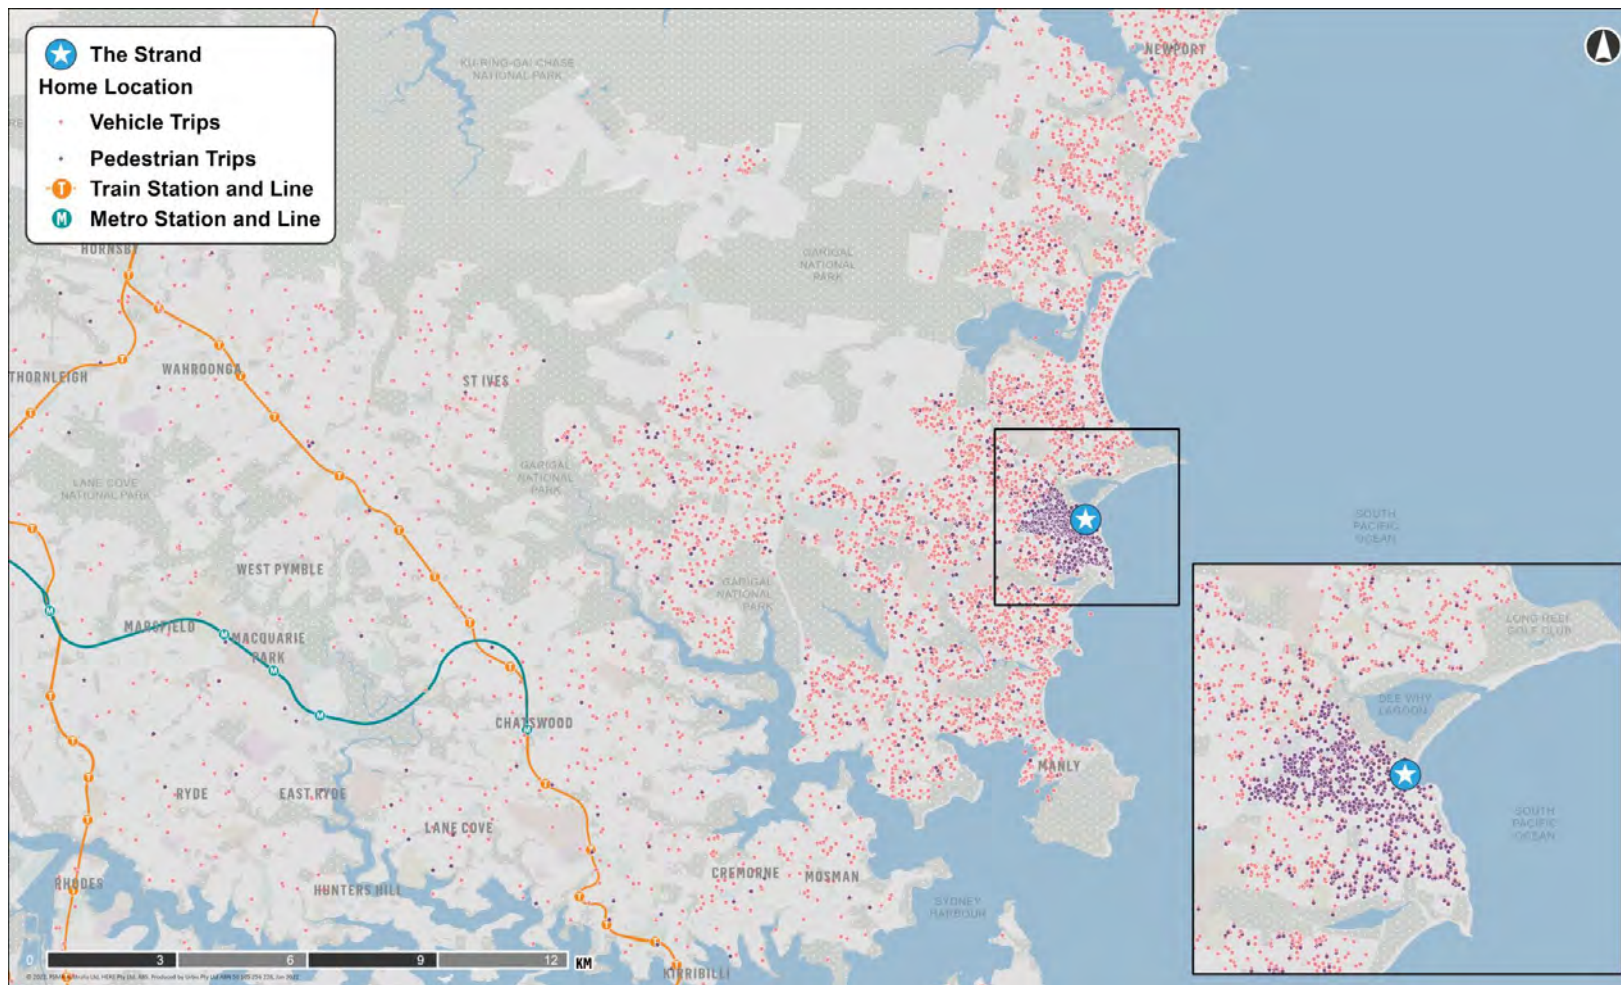 The Strand
Home Location
Vehicle Trips
Pedestrian Trips
T Train Station and Line
M Metro Station and Line
NEWPORT
KU-RING-GAI CHASE
NATIONAL PARK
HORNSBY
GARIGAL
NATIONAL
PARK
THORNLEIGH
WAHROONGA
ST IVES
LANE COVE
NATIONAL PARK
GARIGAL
NATIONAL
PARK
SOUTH
PACIFIC
OCEAN
WEST PYMBLE
GARIGAL
NATIONAL
PARK
MARSFIELD
MACQUARIE
PARK
LONG REEF
GOLF CLUB
DEE WHY
LAGOON
CHATSWOOD
MANLY
RYDE
EAST RYDE
LANE COVE
SOUTH
PACIFIC
OCEAN
RHODES
HUNTERS HILL
CREMORNE
MOSMAN
SYDNEY
HARBOUR
0 3 6 9 12 KM
KIRRIBILLI